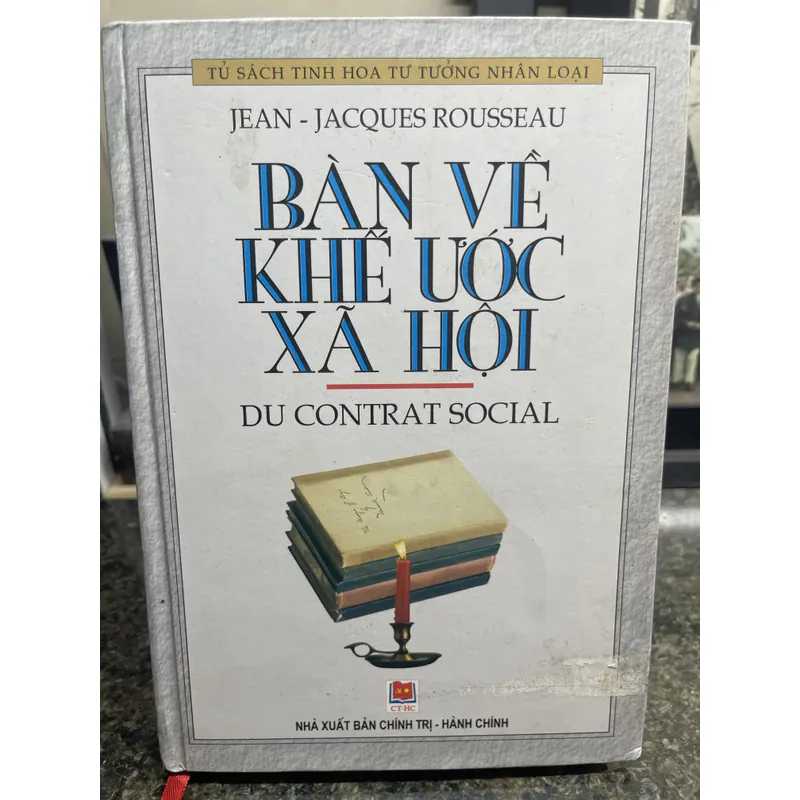 TỦ SÁCH TINH HOA TƯ TƯỞNG NHÂN LOẠI
JEAN - JACQUES ROUSSEAU
BÀN VỀ
KHẾ ƯỚC
XÃ HỘI
DU CONTRAT SOCIAL
CT-HC
NHÀ XUẤT BẢN CHÍNH TRỊ - HÀNH CHÍNH